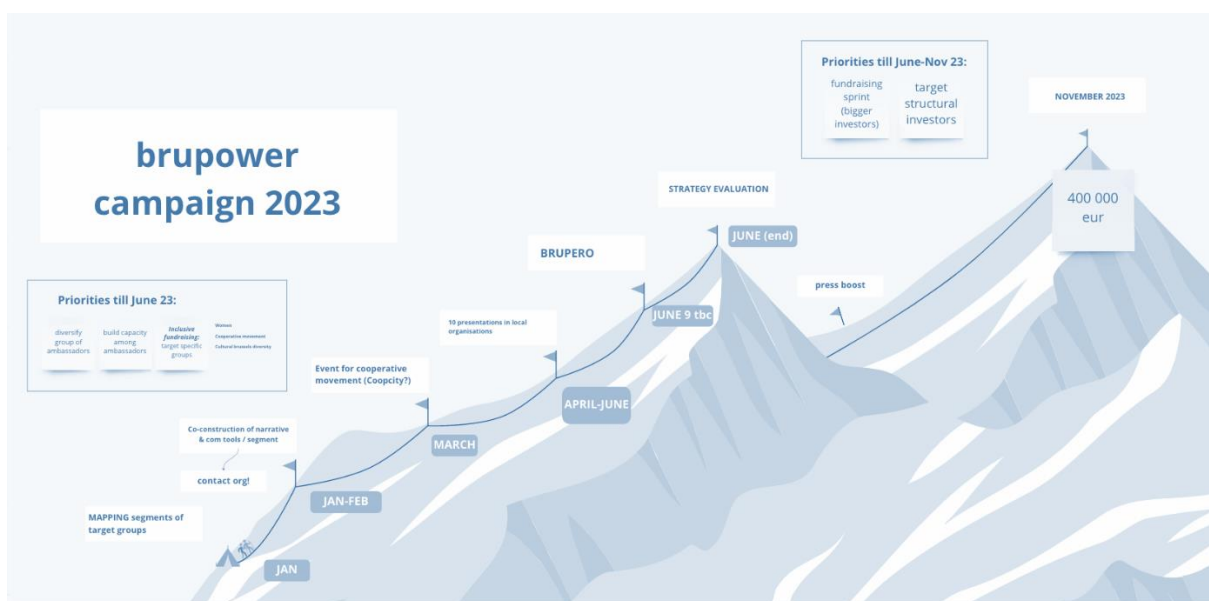 brupower
campaign 2023
Priorities till June 23:
diversify
group of
ambassadors
build capacity
among
ambassadors
Inclusive
fundraising:
target specific
groups
Women
Cooperative movement
Cultural brussels diversity
MAPPING segments of
target groups
JAN
Co-construction of narrative
& com tools / segment
contact org!
JAN-FEB
Event for cooperative
movement (Coopcity?)
MARCH
10 presentations in local
organisations
APRIL-JUNE
BRUPERO
JUNE 9 tbc
STRATEGY EVALUATION
JUNE (end)
press boost
Priorities till June-Nov 23:
fundraising
sprint
(bigger
investors)
target
structural
investors
NOVEMBER 2023
400 000
eur